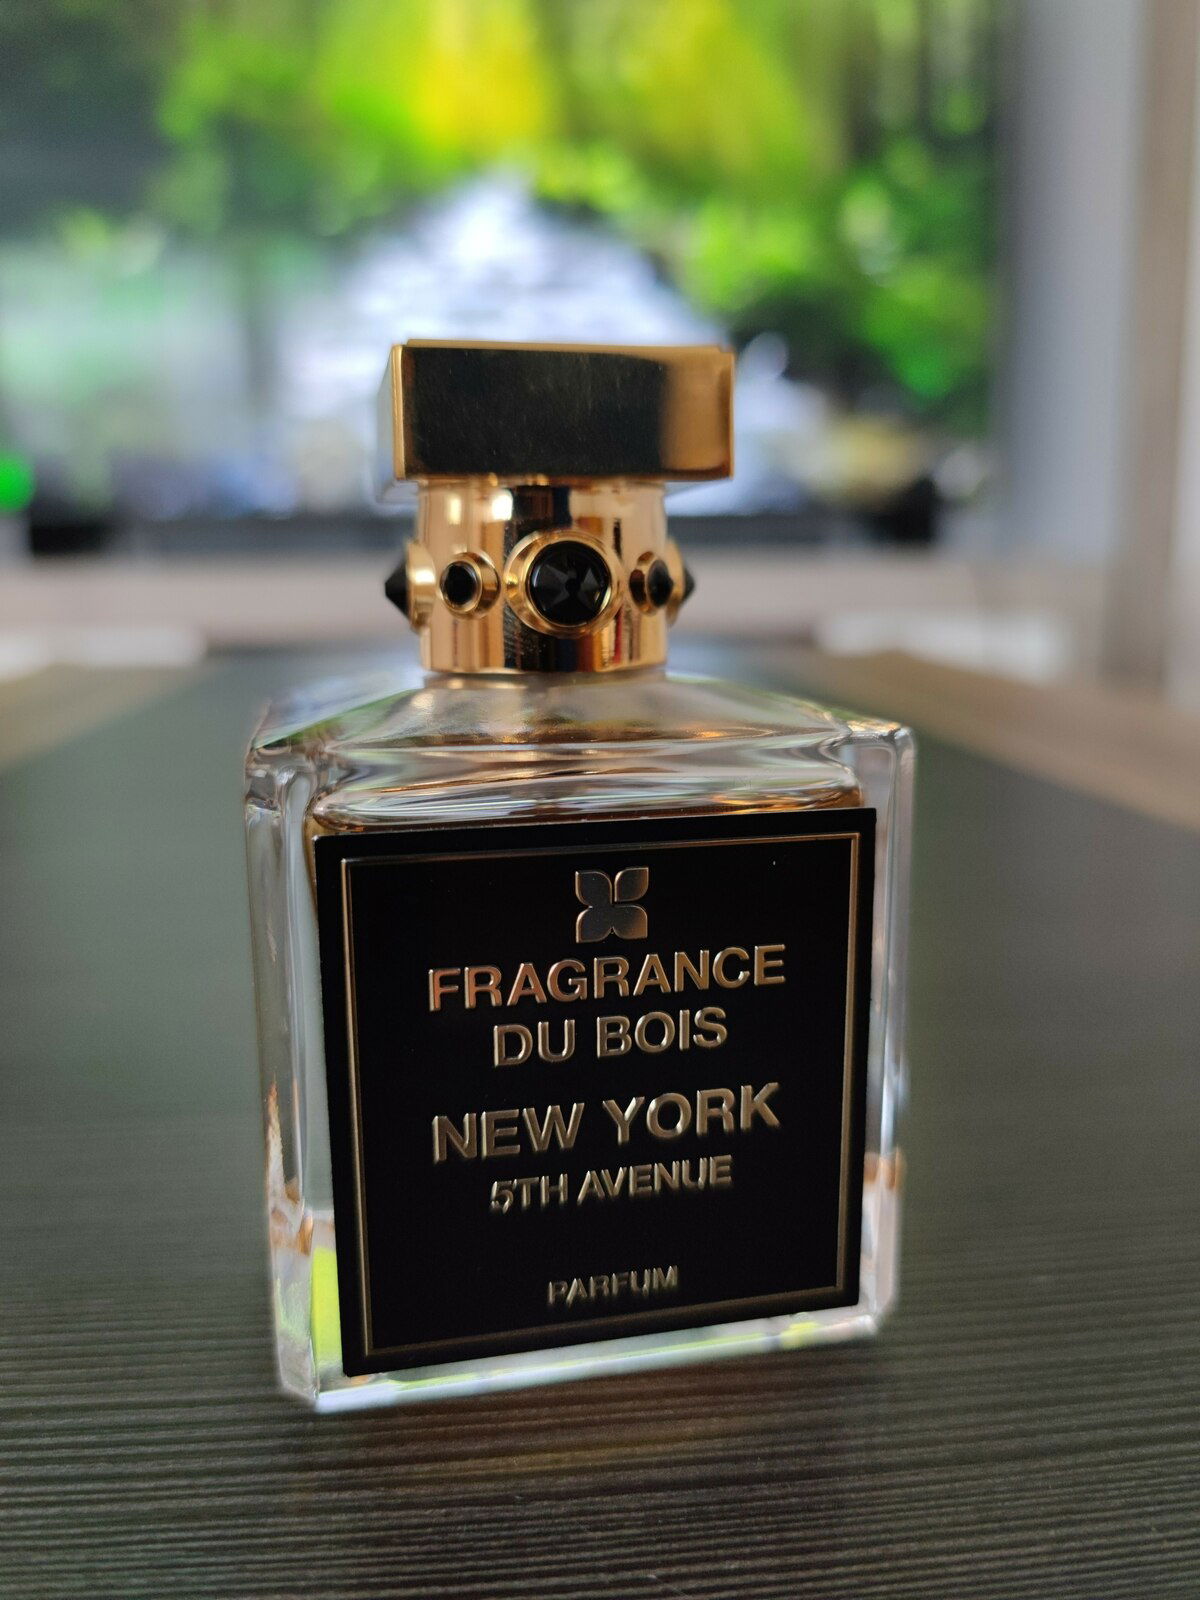 FRAGRANCE
DU BOIS
NEW YORK
5TH AVENUE
PARFUM